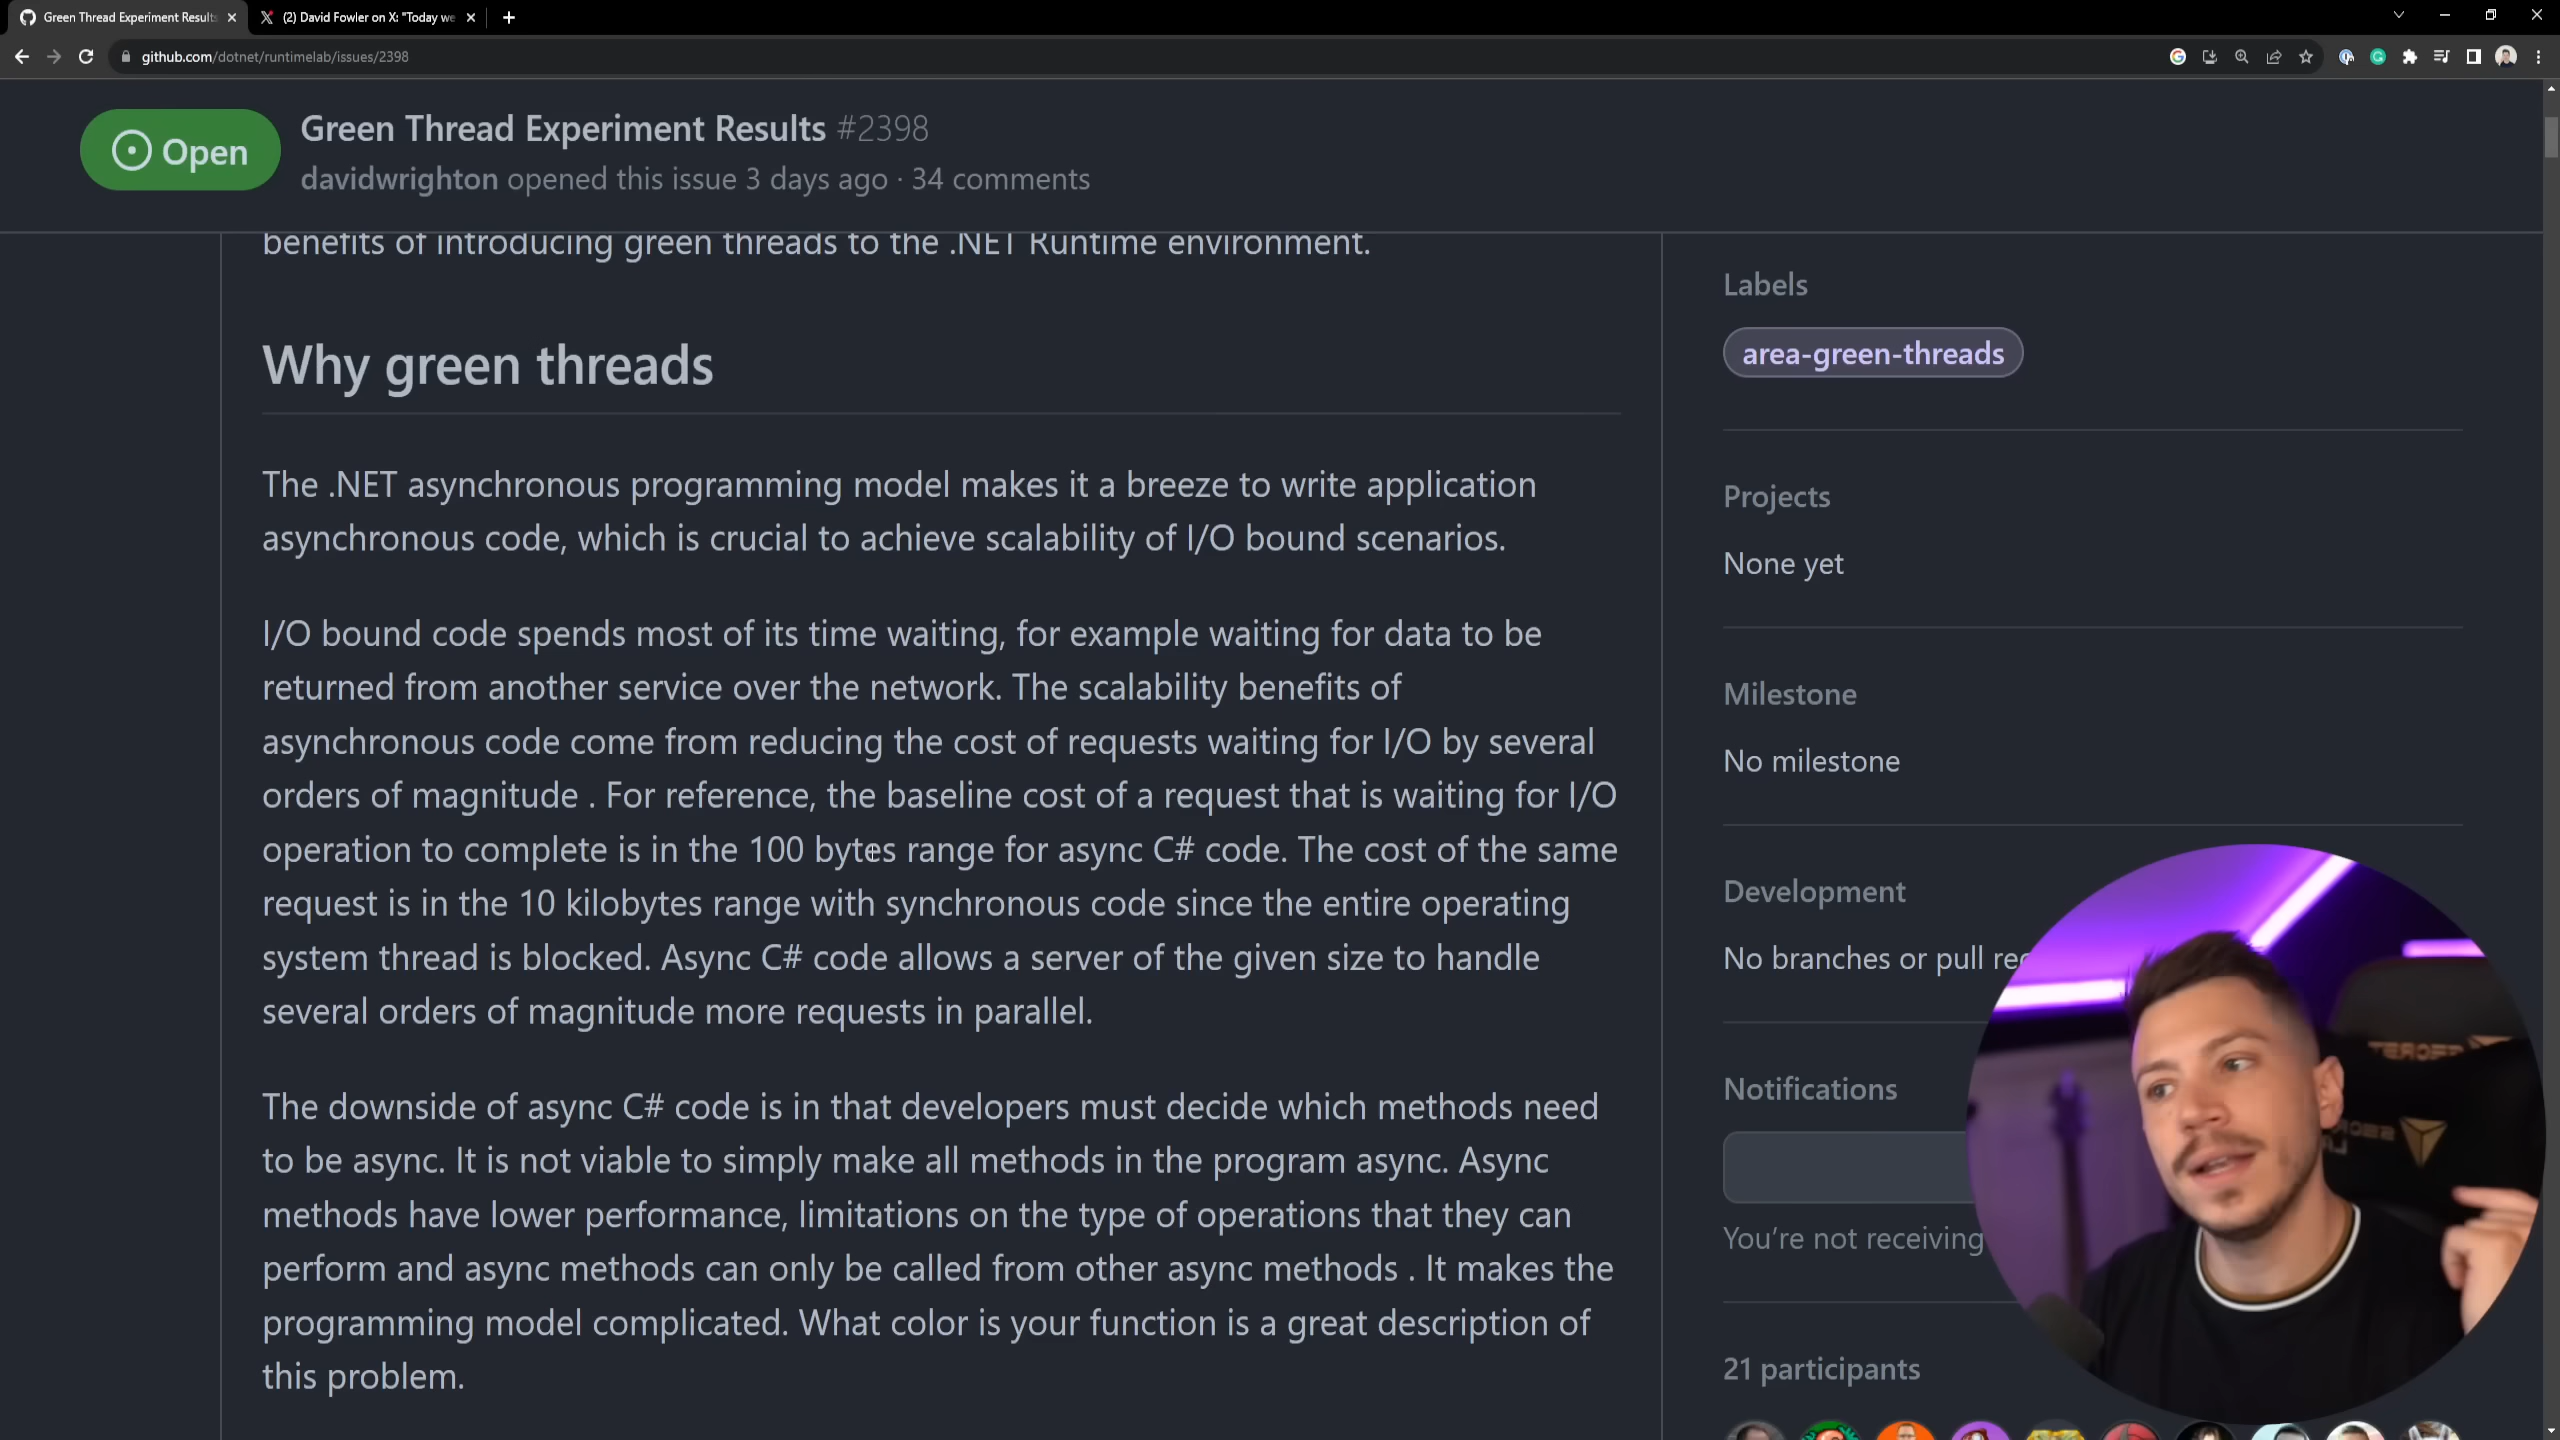 Green Thread Experiment Results
(2) David Fowler on X: "Today we
github.com/dotnet/runtimelab/issues/2398
Open
Green Thread Experiment Results #2398
davidwrighton opened this issue 3 days ago · 34 comments
benefits of introducing green threads to the .NET Runtime environment.
Why green threads
The .NET asynchronous programming model makes it a breeze to write application
asynchronous code, which is crucial to achieve scalability of I/O bound scenarios.
I/O bound code spends most of its time waiting, for example waiting for data to be
returned from another service over the network. The scalability benefits of
asynchronous code come from reducing the cost of requests waiting for I/O by several
orders of magnitude . For reference, the baseline cost of a request that is waiting for I/O
operation to complete is in the 100 bytes range for async C# code. The cost of the same
request is in the 10 kilobytes range with synchronous code since the entire operating
system thread is blocked. Async C# code allows a server of the given size to handle
several orders of magnitude more requests in parallel.
The downside of async C# code is in that developers must decide which methods need
to be async. It is not viable to simply make all methods in the program async. Async
methods have lower performance, limitations on the type of operations that they can
perform and async methods can only be called from other async methods . It makes the
programming model complicated. What color is your function is a great description of
this problem.
Labels
area-green-threads
Projects
None yet
Milestone
No milestone
Development
No branches or pull req
Notifications
You're not receiving
21 participants